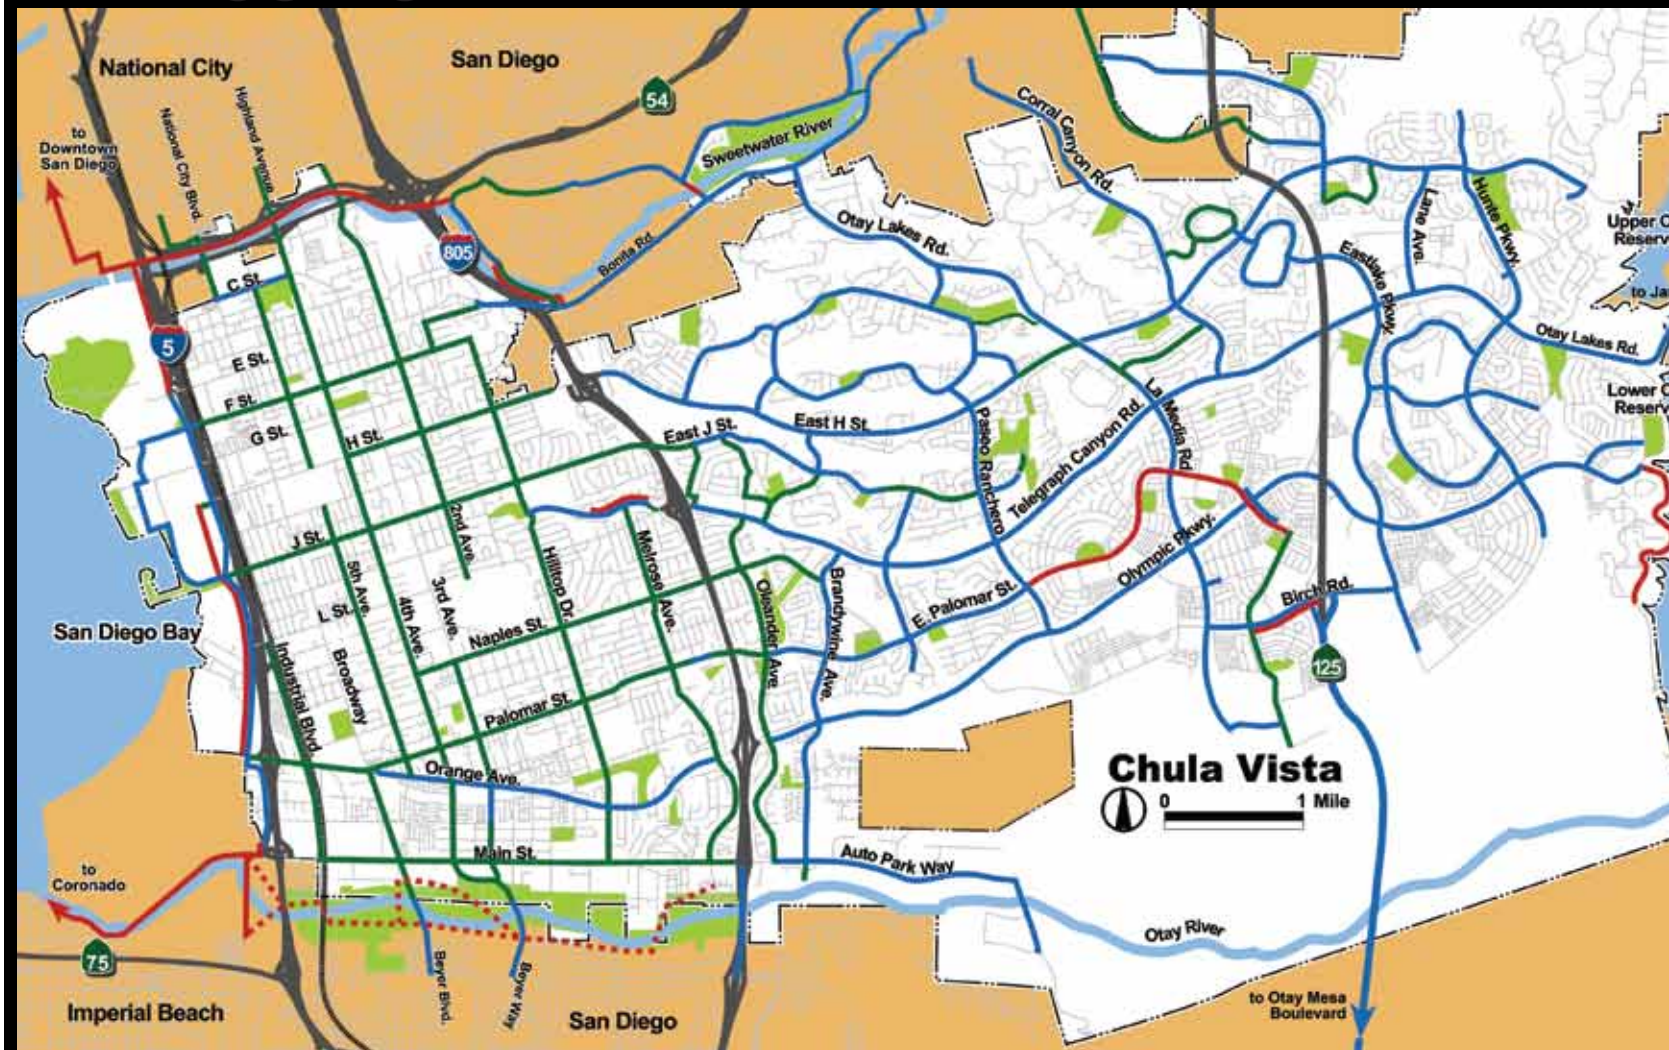 National City
San Diego
54
to
Downtown
San Diego
National City Blvd.
Highland Avenue
Sweetwater River
Corral Canyon Rd.
805
Bonita Rd.
Otay Lakes Rd.
Lane Ave.
Hunte Pkwy.
Eastlake Pkwy.
Upper
Reserv
to Ja
Otay Lakes Rd.
Lower
Reserv
C St.
5
E St.
F St.
G St.
H St.
East J St.
East H St.
Paseo Ranchero
Telegraph Canyon Rd.
La Media Rd.
J St.
2nd Ave.
5th Ave.
4th Ave.
3rd Ave.
Hilltop Dr.
Melrose Ave.
L St.
Naples St.
Oleander Ave.
Brandywine Ave.
E. Palomar St.
Olympic Pkwy.
Birch Rd.
San Diego Bay
Industrial Blvd.
Broadway
Palomar St.
125
Orange Ave.
Chula Vista
0 1 Mile
Main St.
Auto Park Way
to
Coronado
Otay River
75
Beyer Blvd.
Beyer Way
to Otay Mesa
Boulevard
Imperial Beach
San Diego